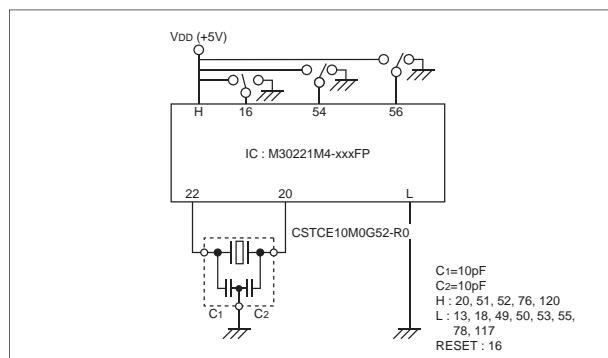 VDD (+5V)
H 16 54 56
IC : M30221M4-xxxFP
22 20 L
CSTCE10M0G52-R0
C1 C2
C1=10pF
C2=10pF
H : 20, 51, 52, 76, 120
L : 13, 18, 49, 50, 53, 55,
78, 117
RESET : 16